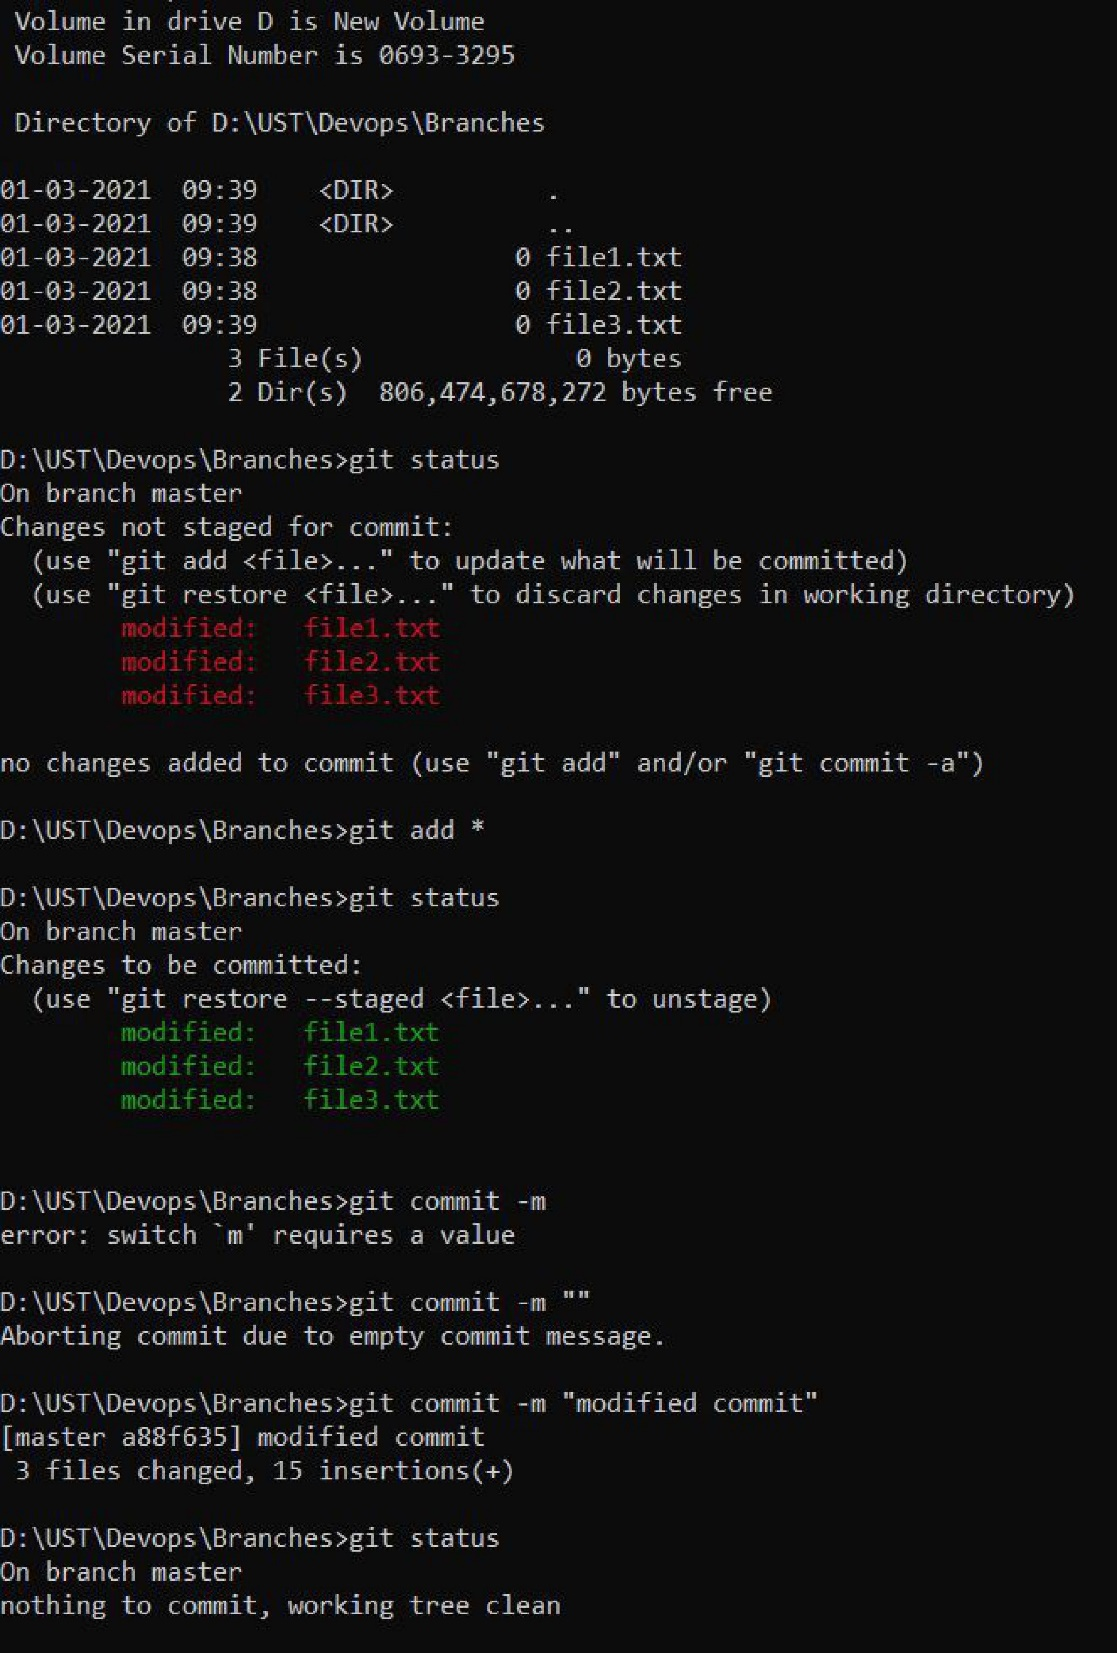 Volume in drive D is New Volume
Volume Serial Number is 0693-3295
Directory of D:\UST\Devops\Branches
01-03-2021  09:39    <DIR>          .
01-03-2021  09:39    <DIR>          ..
01-03-2021  09:38                 0 file1.txt
01-03-2021  09:38                 0 file2.txt
01-03-2021  09:39                 0 file3.txt
3 File(s)              0 bytes
2 Dir(s)  806,474,678,272 bytes free
D:\UST\Devops\Branches>git status
On branch master
Changes not staged for commit:
(use "git add <file>..." to update what will be committed)
(use "git restore <file>..." to discard changes in working directory)
modified:   file1.txt
modified:   file2.txt
modified:   file3.txt
no changes added to commit (use "git add" and/or "git commit -a")
D:\UST\Devops\Branches>git add *
D:\UST\Devops\Branches>git status
On branch master
Changes to be committed:
(use "git restore --staged <file>..." to unstage)
modified:   file1.txt
modified:   file2.txt
modified:   file3.txt
D:\UST\Devops\Branches>git commit -m
error: switch `m' requires a value
D:\UST\Devops\Branches>git commit -m ""
Aborting commit due to empty commit message.
D:\UST\Devops\Branches>git commit -m "modified commit"
[master a88f635] modified commit
3 files changed, 15 insertions(+)
D:\UST\Devops\Branches>git status
On branch master
nothing to commit, working tree clean